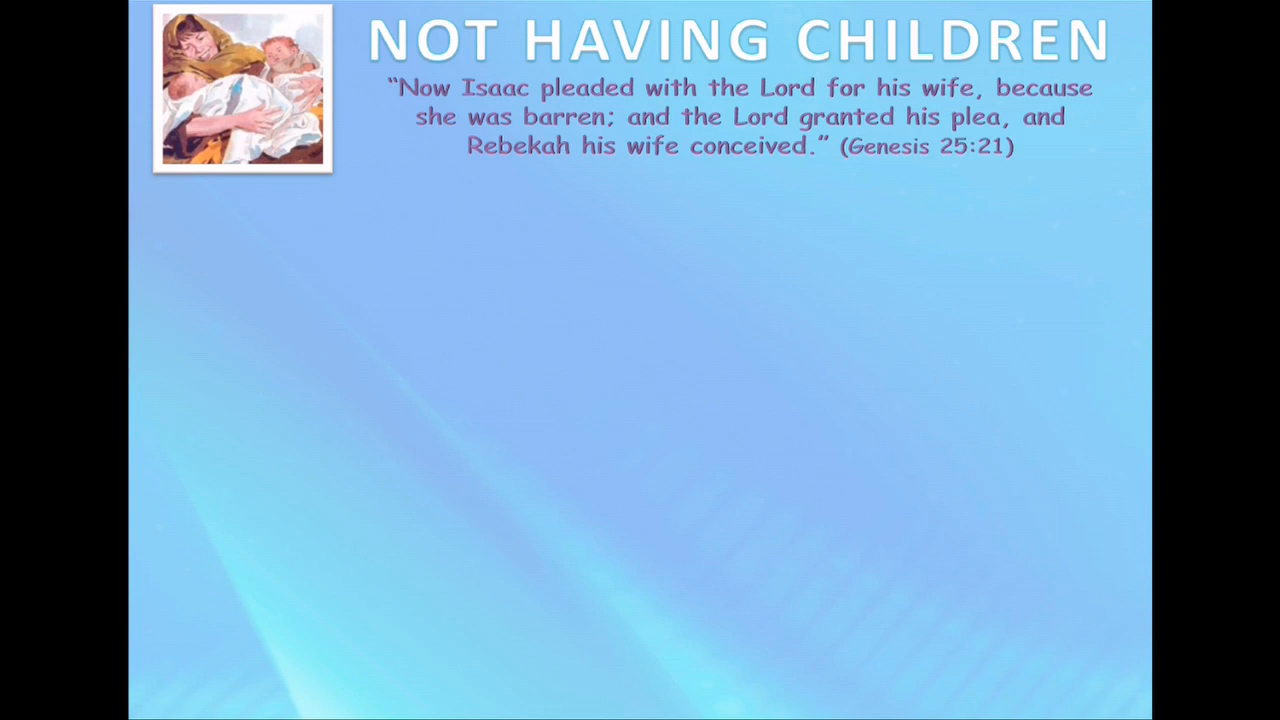 NOT HAVING CHILDREN
“Now Isaac pleaded with the Lord for his wife, because
she was barren; and the Lord granted his plea, and
Rebekah his wife conceived.” (Genesis 25:21)